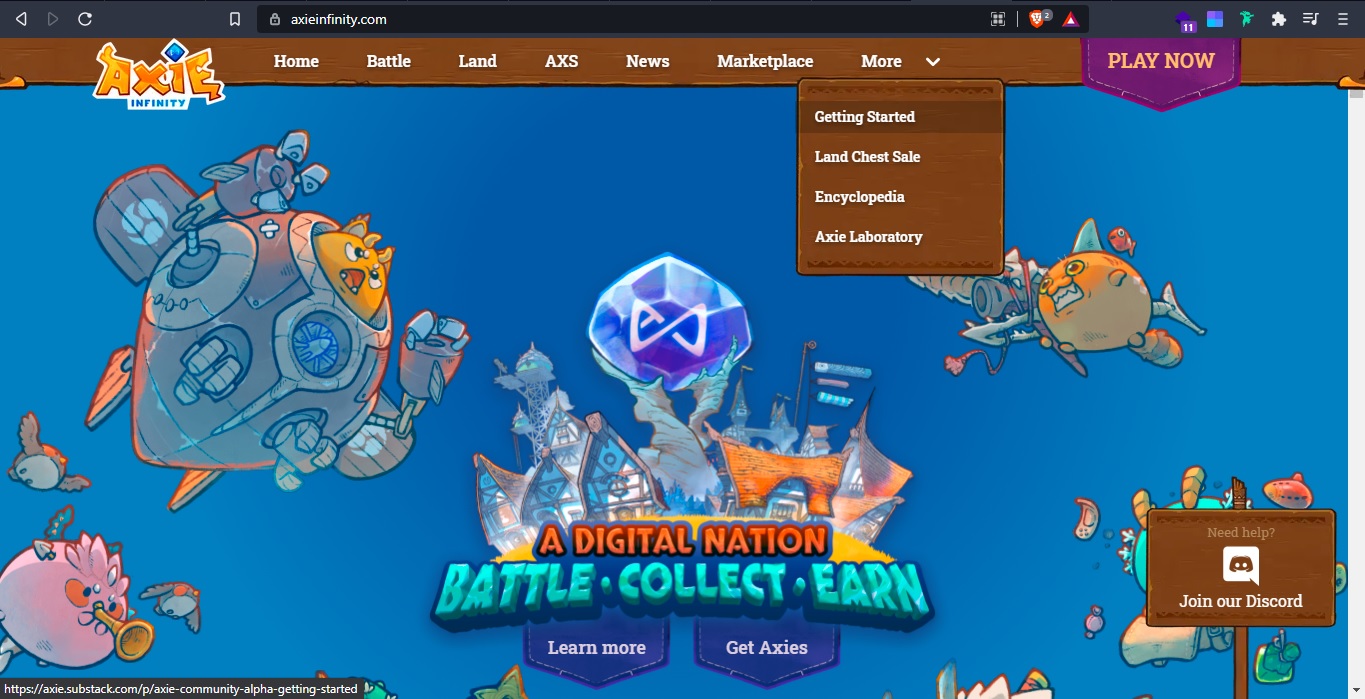 axieinfinity.com
2
11
AXIE
INFINITY
Home Battle Land AXS News Marketplace More
PLAY NOW
Getting Started
Land Chest Sale
Encyclopedia
Axie Laboratory
A DIGITAL NATION
BATTLE · COLLECT · EARN
Learn more Get Axies
Need help?
Join our Discord
https://axie.substack.com/p/axie-community-alpha-getting-started